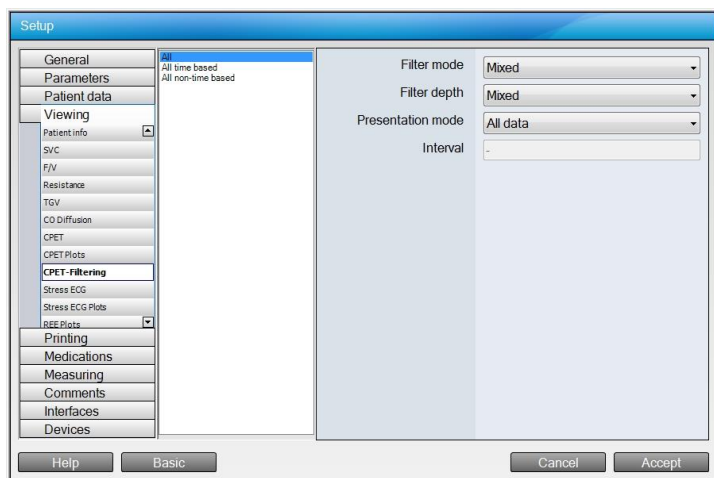 Setup
General
Parameters
Patient data
Viewing
Patient info
SVC
F/V
Resistance
TGV
CO Diffusion
CPET
CPET Plots
CPET-Filtering
Stress ECG
Stress ECG Plots
REE Plots
Printing
Medications
Measuring
Comments
Interfaces
Devices
All
All time based
All non-time based
Filter mode Mixed
Filter depth Mixed
Presentation mode All data
Interval -
Help Basic Cancel Accept